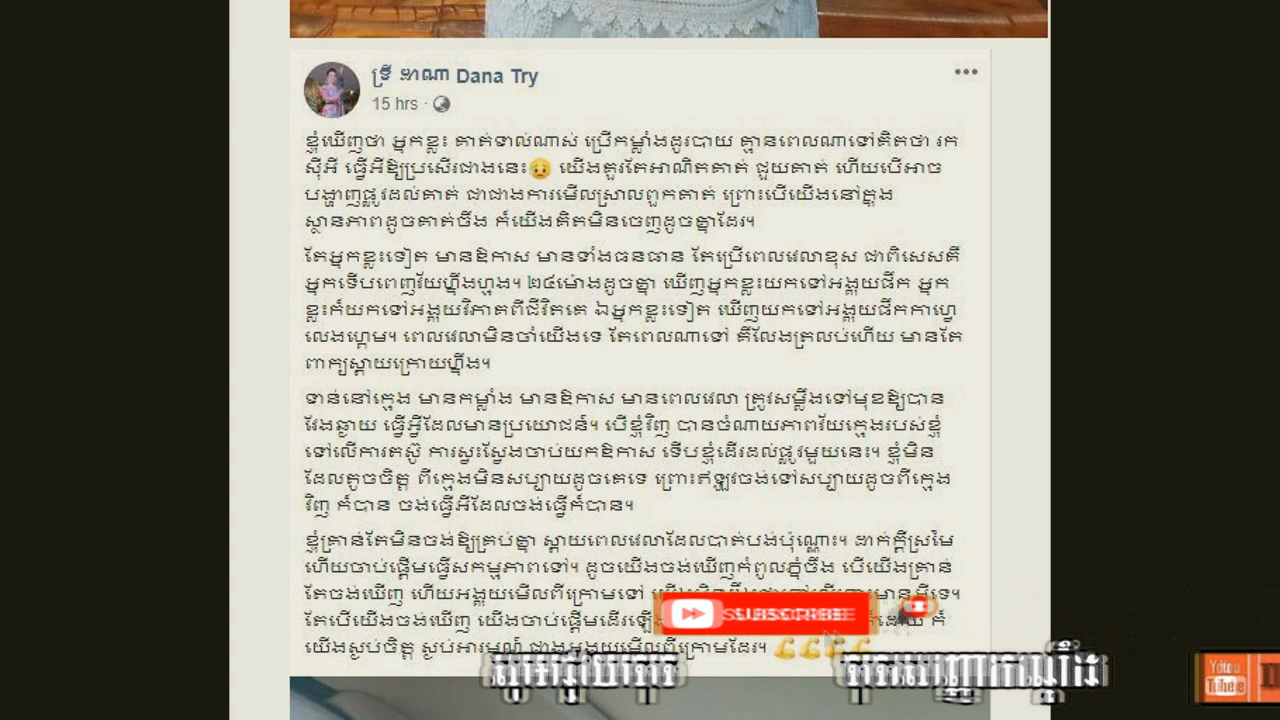 ទ្រី ដាណា Dana Try
15 hrs ·
ខ្ញុំឃើញថា អ្នកខ្លះ គាត់ទាល់ណាស់ ប្រើកម្លាំងដូរបាយ គ្មានពេលណាទៅគិតថា រក
ស៊ីអី ធ្វើអីឱ្យប្រសើរជាងនេះ😥 យើងគួរតែអាណិតគាត់ ជួយគាត់ ហើយបើអាច
បង្ហាញផ្លូវដល់គាត់ ជាជាងការមើលស្រាលពួកគាត់ ព្រោះបើយើងនៅក្នុង
ស្ថានភាពដូចគាត់ចឹង ក៏យើងគិតមិនចេញដូចគ្នាដែរ។
តែអ្នកខ្លះទៀត មានឱកាស មានទាំងធនធាន តែប្រើពេលវេលាខុស ជាពិសេសគឺ
អ្នកទើបពេញវ័យហ្នឹងហ្មង។ ២៤ម៉ោងដូចគ្នា ឃើញអ្នកខ្លះយកទៅអង្គុយផឹក អ្នក
ខ្លះក៏យកទៅអង្គុយវិភាគពីជីវិតគេ ឯអ្នកខ្លះទៀត ឃើញយកទៅអង្គុយផឹកកាហ្វេ
លេងហ្គេម។ ពេលវេលាមិនចាំយើងទេ តែពេលណាទៅ គឺលែងត្រលប់ហើយ មានតែ
ពាក្យស្ដាយក្រោយហ្នឹង។
ទាន់នៅក្មេង មានកម្លាំង មានឱកាស មានពេលវេលា ត្រូវសម្លឹងទៅមុខឱ្យបាន
វែងឆ្ងាយ ធ្វើអ្វីដែលមានប្រយោជន៍។ បើខ្ញុំវិញ បានចំណាយភាពវ័យក្មេងរបស់ខ្ញុំ
ទៅលើការតស៊ូ ការស្វះស្វែងចាប់យកឱកាស ទើបខ្ញុំដើរដល់ផ្លូវមួយនេះ។ ខ្ញុំមិន
ដែលតូចចិត្ត ពីក្មេងមិនសប្បាយដូចគេទេ ព្រោះឥឡូវចង់ទៅសប្បាយដូចពីក្មេង
វិញ ក៏បាន ចង់ធ្វើអីដែលចង់ធ្វើក៏បាន។
ខ្ញុំគ្រាន់តែមិនចង់ឱ្យគ្រប់គ្នា ស្ដាយពេលវេលាដែលបាត់បង់ប៉ុណ្ណោះ។ ដាក់ក្ដីស្រមៃ
ហើយចាប់ផ្ដើមធ្វើសកម្មភាពទៅ។ ដូចយើងចង់ឃើញកំពូលភ្នំចឹង បើយើងគ្រាន់
តែចង់ឃើញ ហើយអង្គុយមើលពីក្រោមទៅ
តែបើយើងចង់ឃើញ យើងចាប់ផ្ដើមដើរឡើង ក៏
យើងស្ងប់ចិត្ត ស្ងប់អារម្មណ៍ ជាងអង្គុយមើលពីក្រោមដែរ។ 💪💪💪💪
SUBSCRIBE